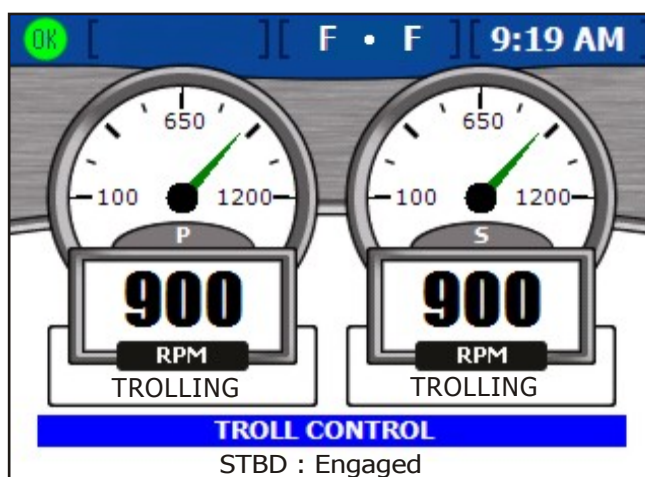 OK [ ][ F • F ][ 9:19 AM ]
650 650
100 1200 100 1200
P S
900 900
RPM RPM
TROLLING TROLLING
TROLL CONTROL
STBD : Engaged